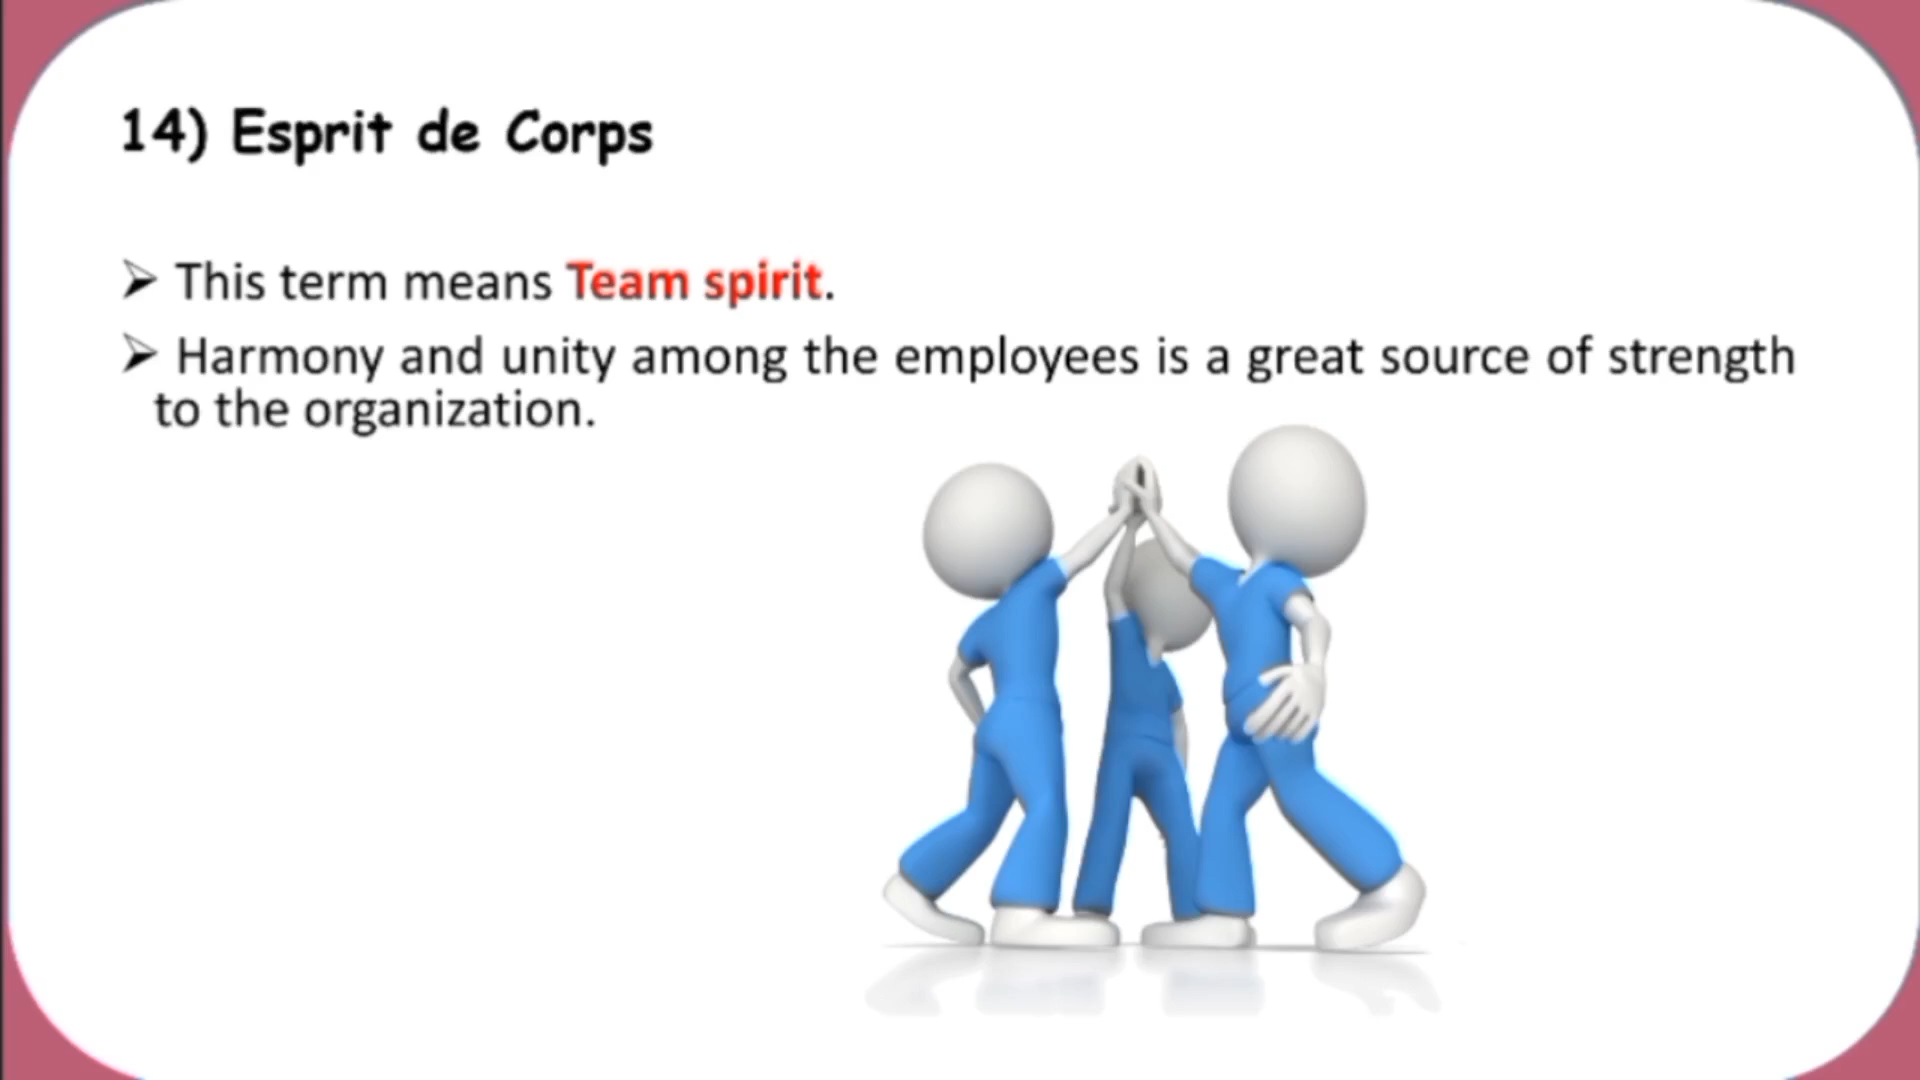 14) Esprit de Corps
➢ This term means Team spirit.
➢ Harmony and unity among the employees is a great source of strength
to the organization.